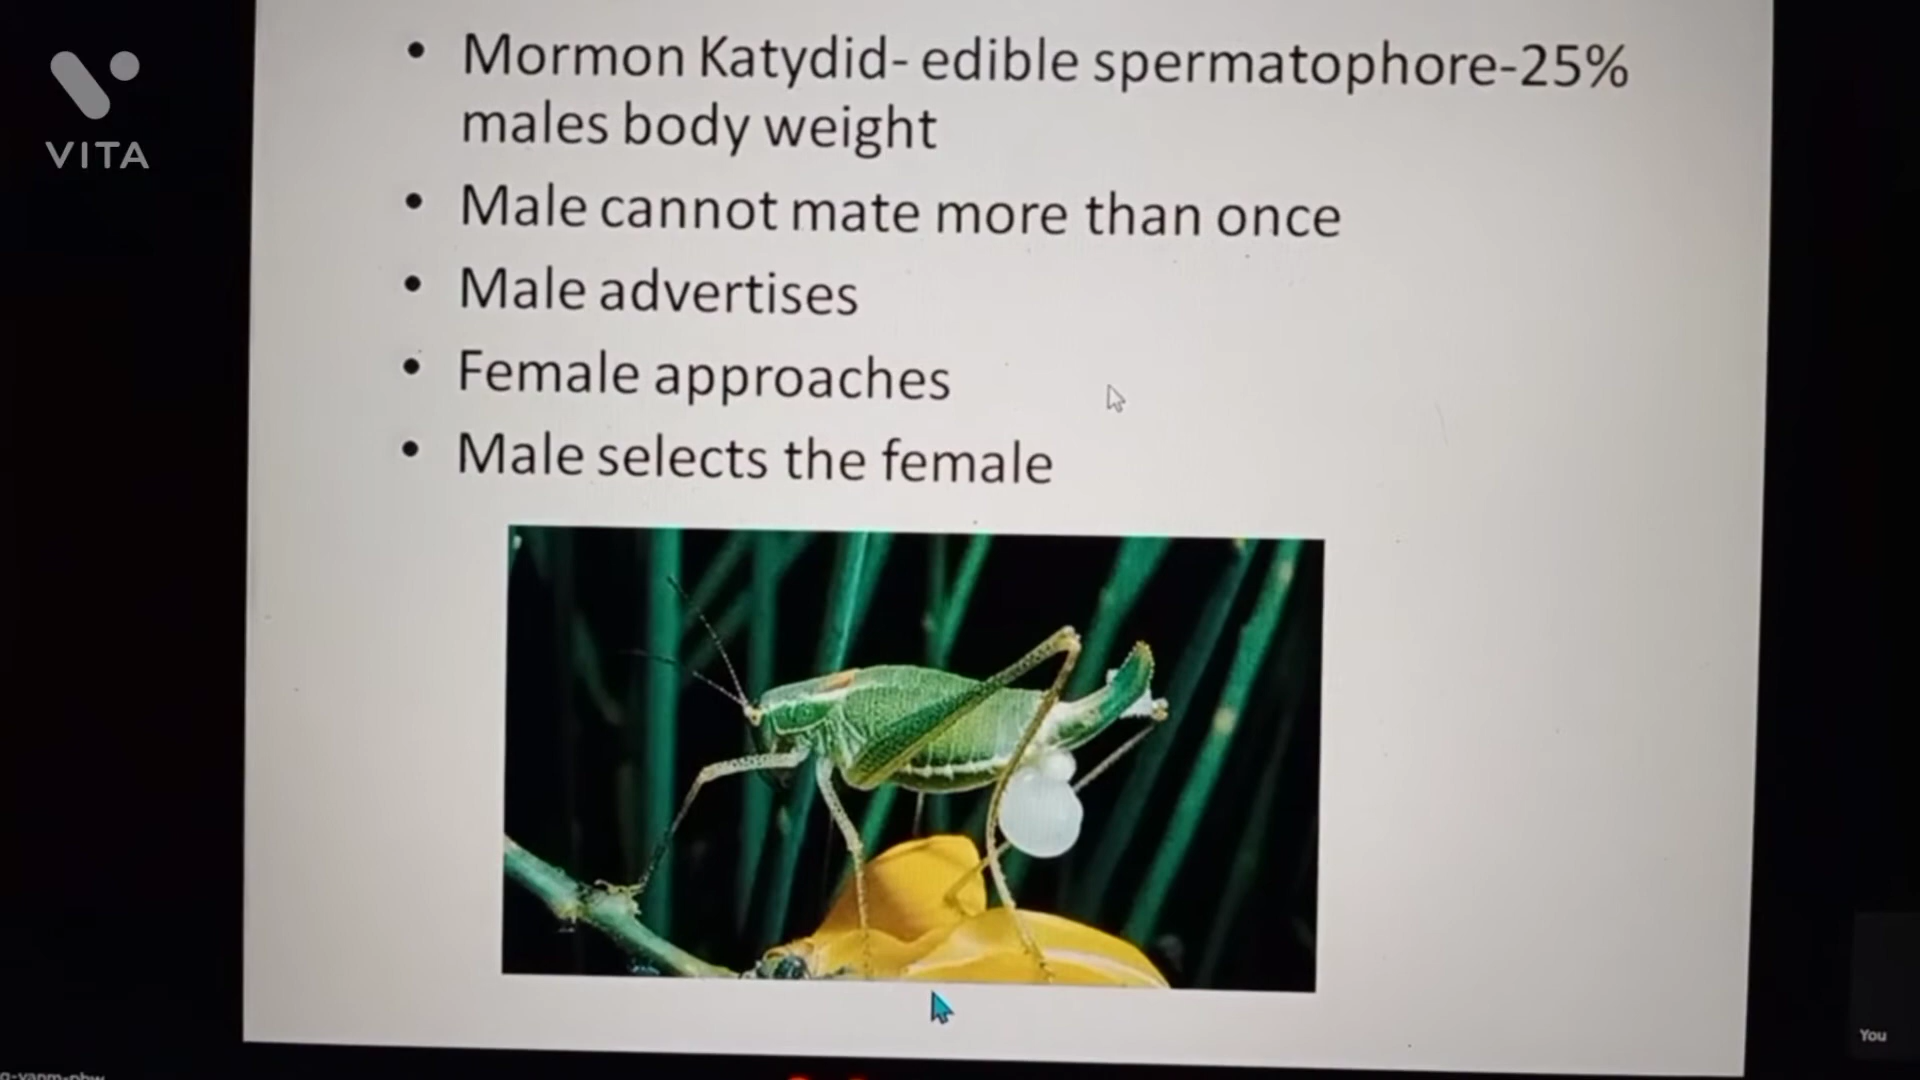 VITA
• Mormon Katydid- edible spermatophore-25%
males body weight
• Male cannot mate more than once
• Male advertises
• Female approaches
• Male selects the female
You